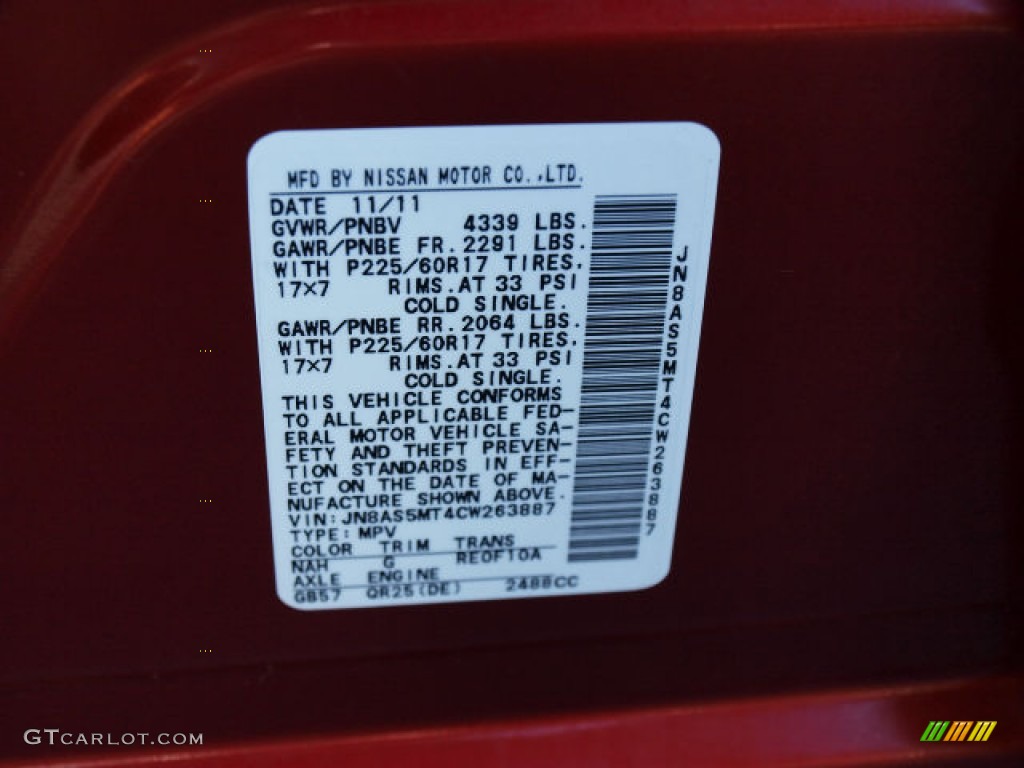 MFD BY NISSAN MOTOR CO.,LTD.
DATE 11/11
GVWR/PNBV 4339 LBS.
GAWR/PNBE FR. 2291 LBS.
WITH P225/60R17 TIRES.
17×7 RIMS.AT 33 PSI
COLD SINGLE.
GAWR/PNBE RR. 2064 LBS.
WITH P225/60R17 TIRES.
17×7 RIMS.AT 33 PSI
COLD SINGLE.
THIS VEHICLE CONFORMS
TO ALL APPLICABLE FED-
ERAL MOTOR VEHICLE SA-
FETY AND THEFT PREVEN-
TION STANDARDS IN EFF-
ECT ON THE DATE OF MA-
NUFACTURE SHOWN ABOVE.
VIN:JN8AS5MT4CW263887
TYPE:MPV
COLOR TRIM TRANS
NAH G RE0F10A
AXLE ENGINE
GB57 QR25(DE) 2488CC
JN8AS5MT4CW263887
GTCARLOT.COM